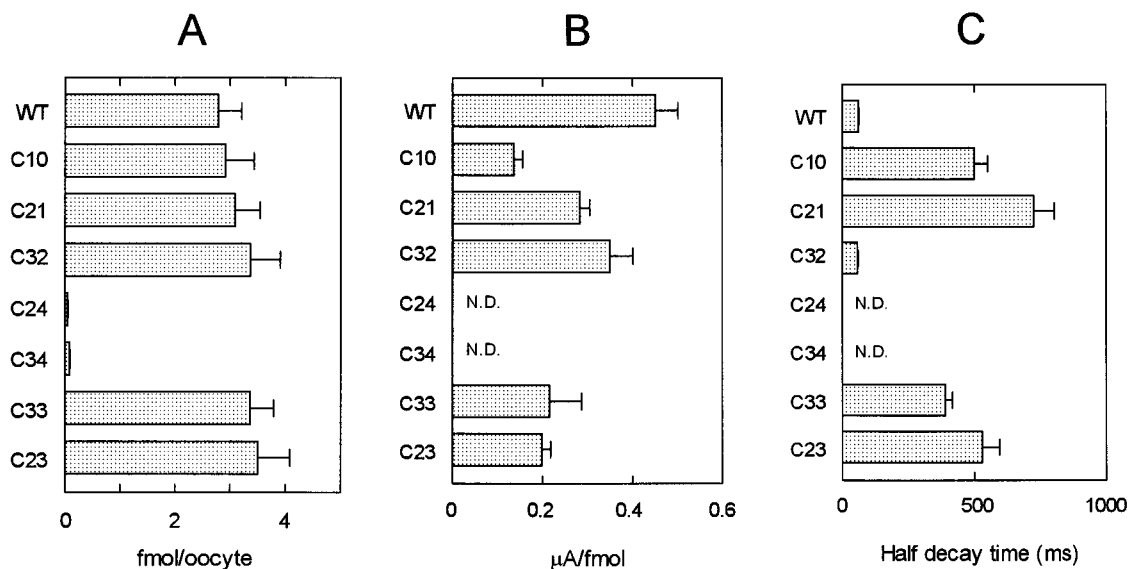 A
WT
C10
C21
C32
C24
C34
C33
C23
0 2 4
fmol/oocyte
B
WT
C10
C21
C32
C24 N.D.
C34 N.D.
C33
C23
0 0.2 0.4 0.6
µA/fmol
C
WT
C10
C21
C32
C24 N.D.
C34 N.D.
C33
C23
0 500 1000
Half decay time (ms)